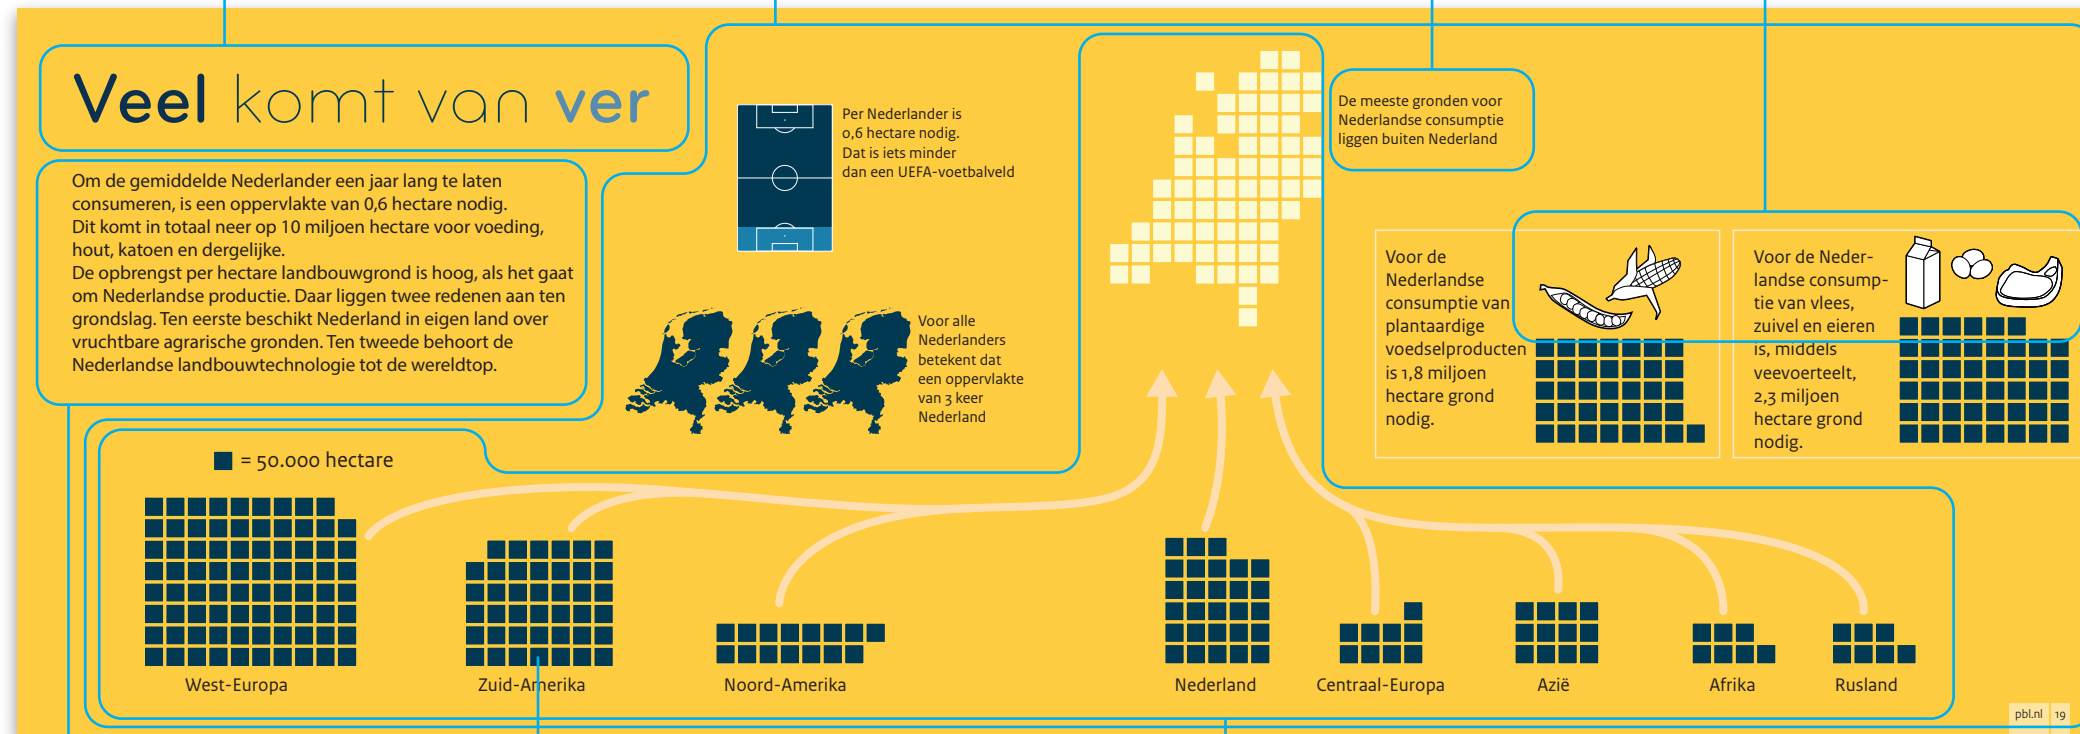 Veel komt van ver
Om de gemiddelde Nederlander een jaar lang te laten
consumeren, is een oppervlakte van 0,6 hectare nodig.
Dit komt in totaal neer op 10 miljoen hectare voor voeding,
hout, katoen en dergelijke.
De opbrengst per hectare landbouwgrond is hoog, als het gaat
om Nederlandse productie. Daar liggen twee redenen aan ten
grondslag. Ten eerste beschikt Nederland in eigen land over
vruchtbare agrarische gronden. Ten tweede behoort de
Nederlandse landbouwtechnologie tot de wereldtop.
Per Nederlander is
0,6 hectare nodig.
Dat is iets minder
dan een UEFA-voetbalveld
Voor alle
Nederlanders
betekent dat
een oppervlakte
van 3 keer
Nederland
De meeste gronden voor
Nederlandse consumptie
liggen buiten Nederland
Voor de
Nederlandse
consumptie van
plantaardige
voedselproducten
is 1,8 miljoen
hectare grond
nodig.
Voor de Neder-
landse consump-
tie van vlees,
zuivel en eieren
is, middels
veevoerteelt,
2,3 miljoen
hectare grond
nodig.
= 50.000 hectare
West-Europa
Zuid-Amerika
Noord-Amerika
Nederland
Centraal-Europa
Azië
Afrika
Rusland
pbl.nl 19